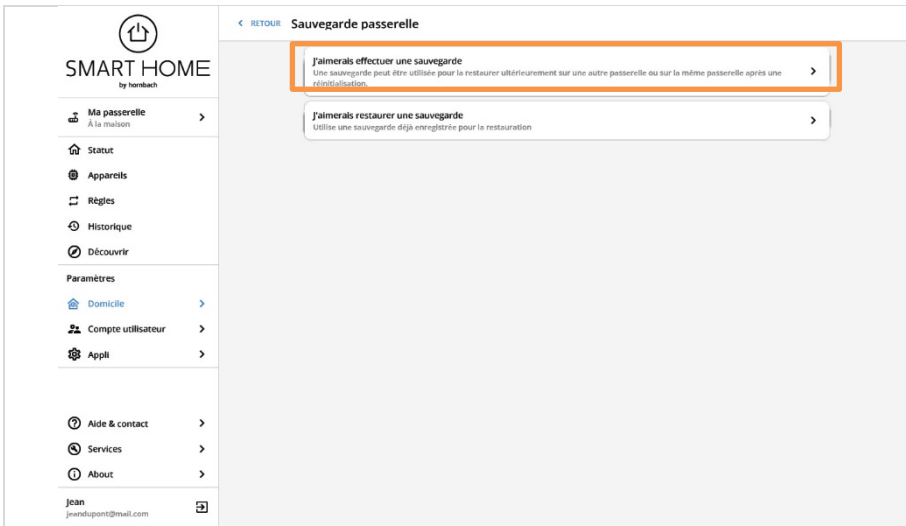 RETOUR Sauvegarde passerelle
SMART HOME
by hornbach
J'aimerais effectuer une sauvegarde
Une sauvegarde peut être utilisée pour la restaurer ultérieurement sur une autre passerelle ou sur la même passerelle après une
réinitialisation.
J'aimerais restaurer une sauvegarde
Utilise une sauvegarde déjà enregistrée pour la restauration
Ma passerelle
À la maison
Statut
Appareils
Règles
Historique
Découvrir
Paramètres
Domicile
Compte utilisateur
Appli
Aide & contact
Services
About
Jean
jeandupont@mail.com